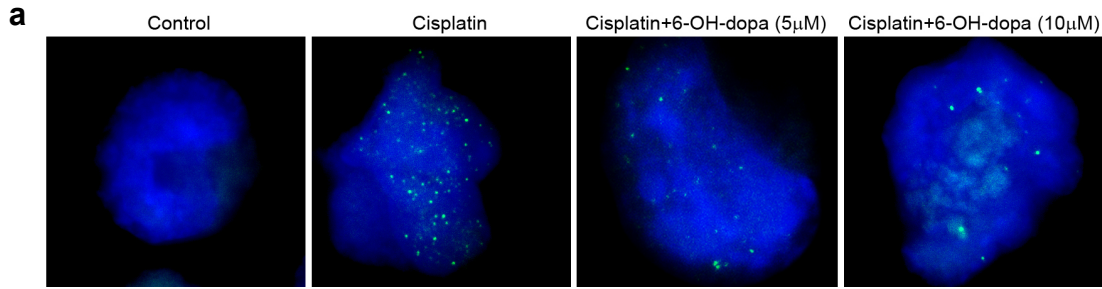 a
Control
Cisplatin
Cisplatin+6-OH-dopa (5μM)
Cisplatin+6-OH-dopa (10μM)